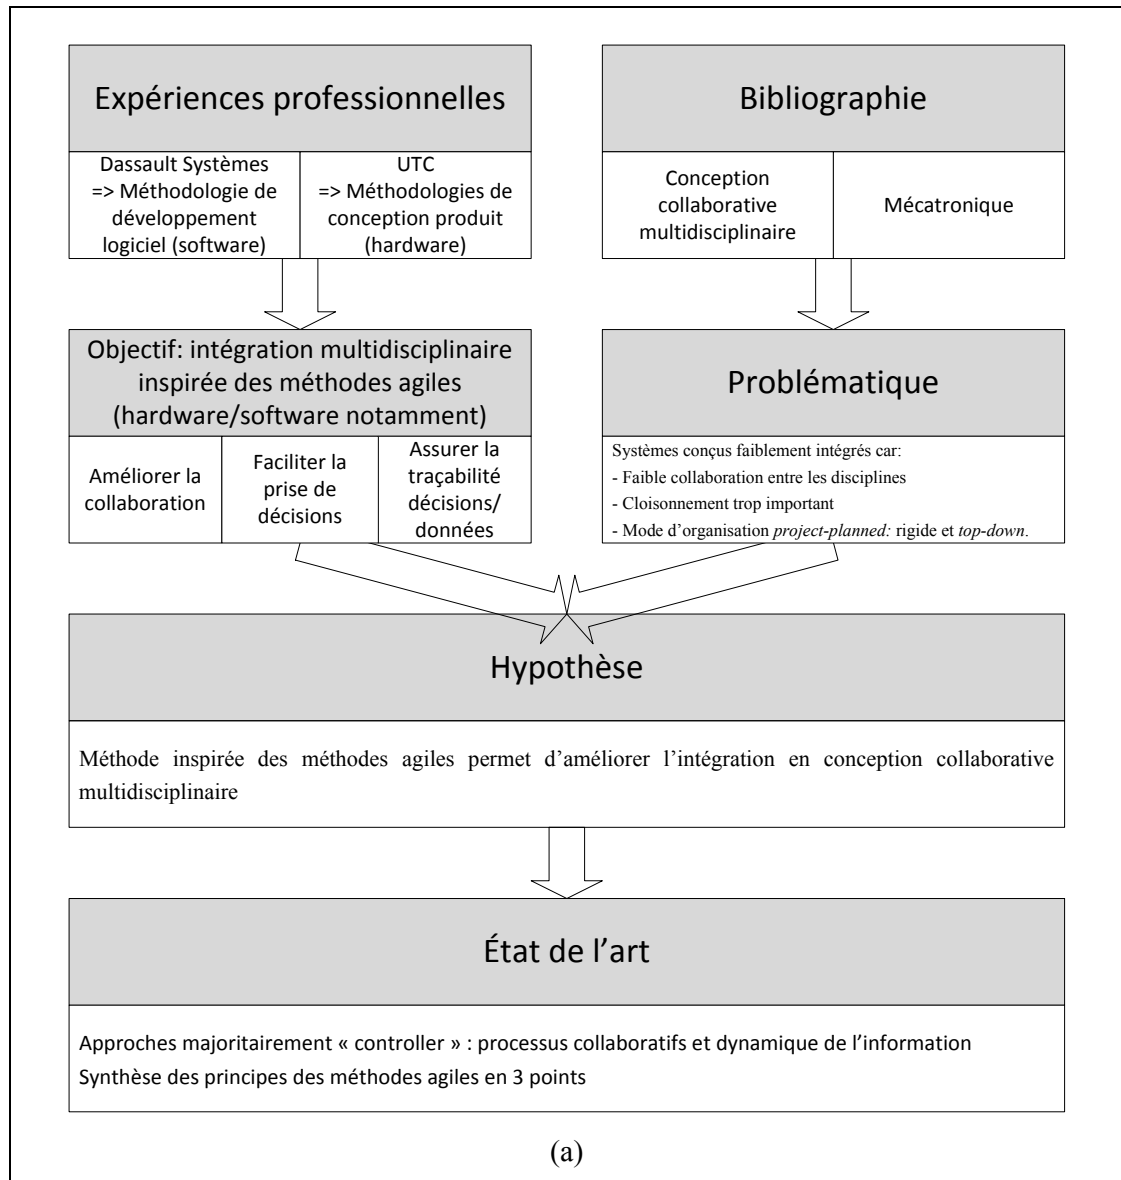 Expériences professionnelles
Dassault Systèmes
=> Méthodologie de
développement
logiciel (software)
UTC
=> Méthodologies de
conception produit
(hardware)
Bibliographie
Conception
collaborative
multidisciplinaire
Mécatronique
Objectif: intégration multidisciplinaire
inspirée des méthodes agiles
(hardware/software notamment)
Améliorer la
collaboration
Faciliter la
prise de
décisions
Assurer la
traçabilité
décisions/
données
Problématique
Systèmes conçus faiblement intégrés car:
- Faible collaboration entre les disciplines
- Cloisonnement trop important
- Mode d’organisation project-planned: rigide et top-down.
Hypothèse
Méthode inspirée des méthodes agiles permet d’améliorer l’intégration en conception collaborative
multidisciplinaire
État de l’art
Approches majoritairement « controller » : processus collaboratifs et dynamique de l’information
Synthèse des principes des méthodes agiles en 3 points
(a)